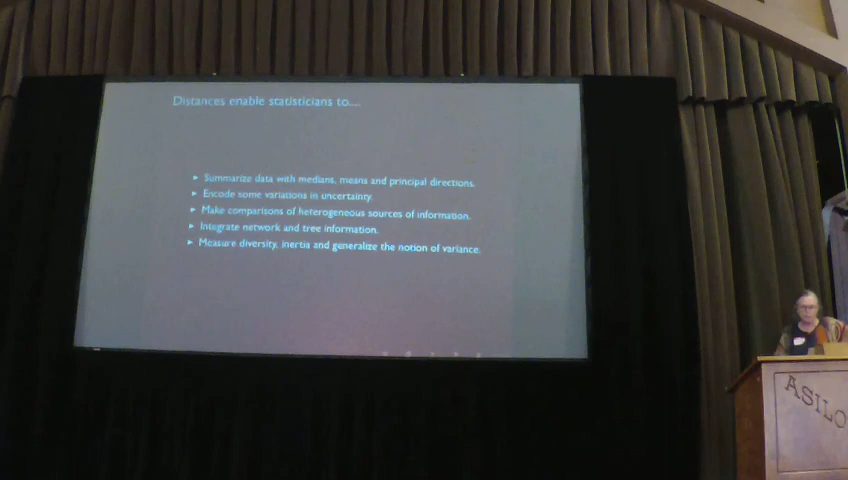 Distances enable statisticians to....
► Summarize data with medians, means and principal directions.
► Encode some variations in uncertainty.
► Make comparisons of heterogeneous sources of information.
► Integrate network and tree information.
► Measure diversity, inertia and generalize the notion of variance.
ASILO